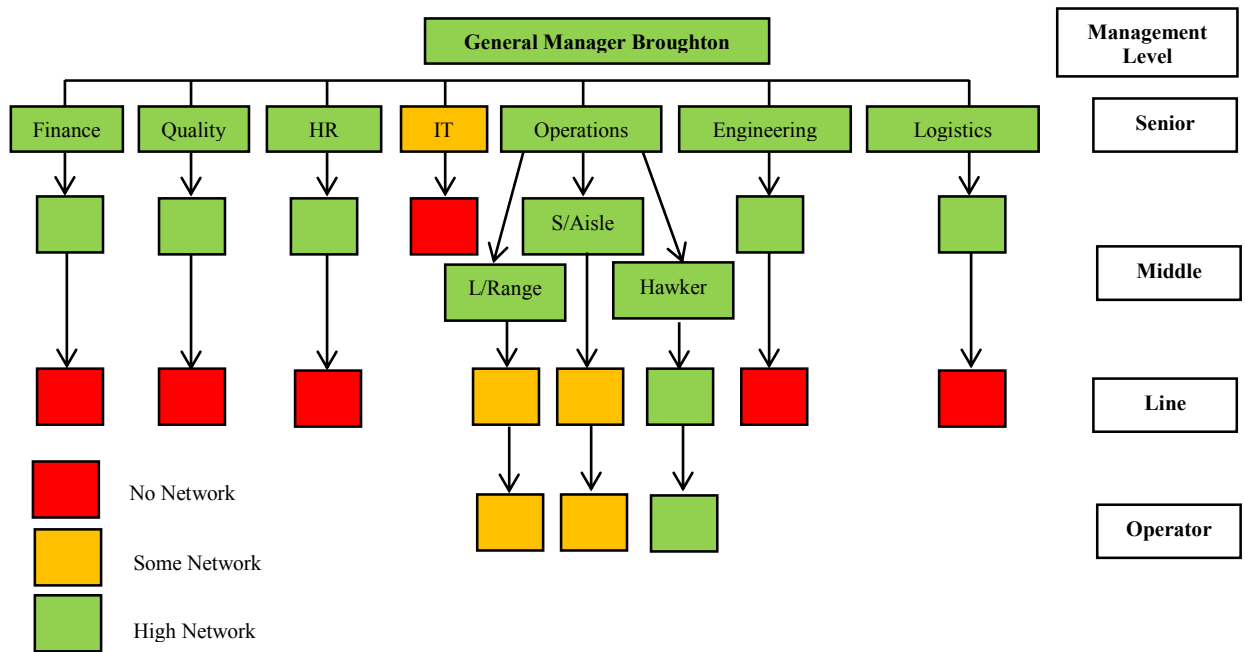 General Manager Broughton
Management
Level
Finance
Quality
HR
IT
Operations
Engineering
Logistics
Senior
S/Aisle
L/Range
Hawker
Middle
Line
No Network
Operator
Some Network
High Network